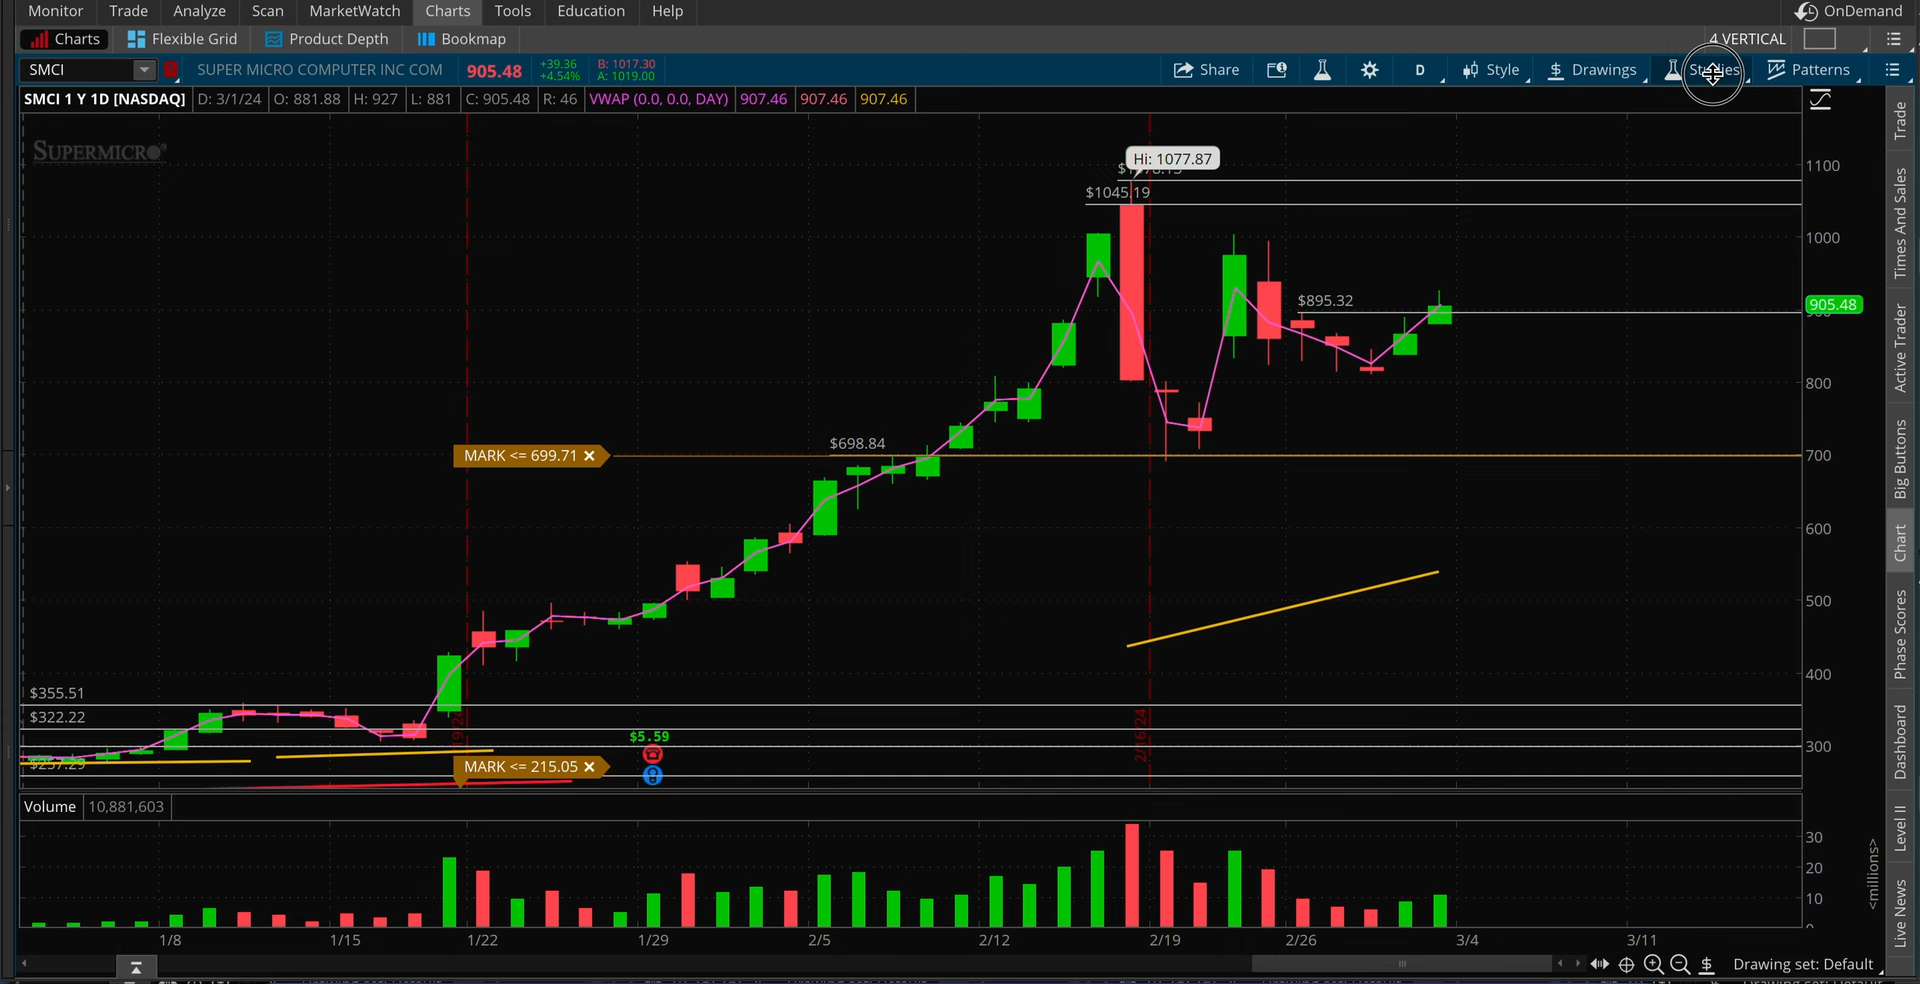 Monitor Trade Analyze Scan MarketWatch Charts Tools Education Help OnDemand
Charts Flexible Grid Product Depth Bookmap 4 VERTICAL
SMCI SUPER MICRO COMPUTER INC COM 905.48 +39.36 +4.54% B: 1017.30 A: 1019.00 Share D Style $ Drawings Studies Patterns
SMCI 1 Y 1D [NASDAQ] D: 3/1/24 O: 881.88 H: 927 L: 881 C: 905.48 R: 46 VWAP (0.0, 0.0, DAY) 907.46 907.46 907.46
SUPERMICRO
Hi: 1077.87
$1045.19
$895.32
$698.84
MARK <= 699.71 ×
$355.51
$322.22
$5.59
MARK <= 215.05 ×
2/16/24
1100
1000
905.48
800
700
600
500
400
300
Volume 10,881,603
30
20
10
<millions>
1/8 1/15 1/22 1/29 2/5 2/12 2/19 2/26 3/4 3/11
$ Drawing set: Default
Trade
Times And Sales
Active Trader
Big Buttons
Chart
Phase Scores
Dashboard
Level II
Live News